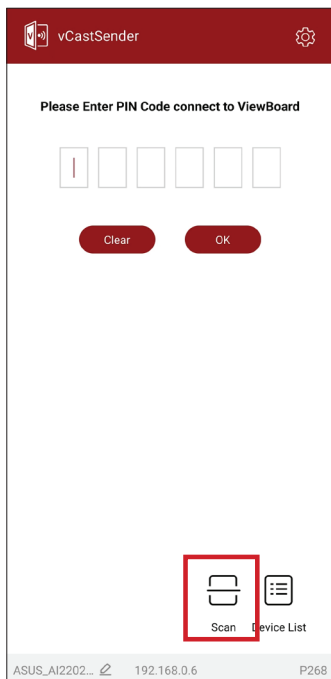 vCastSender
Please Enter PIN Code connect to ViewBoard
Clear OK
Scan Device List
ASUS_AI2202... 192.168.0.6 P268